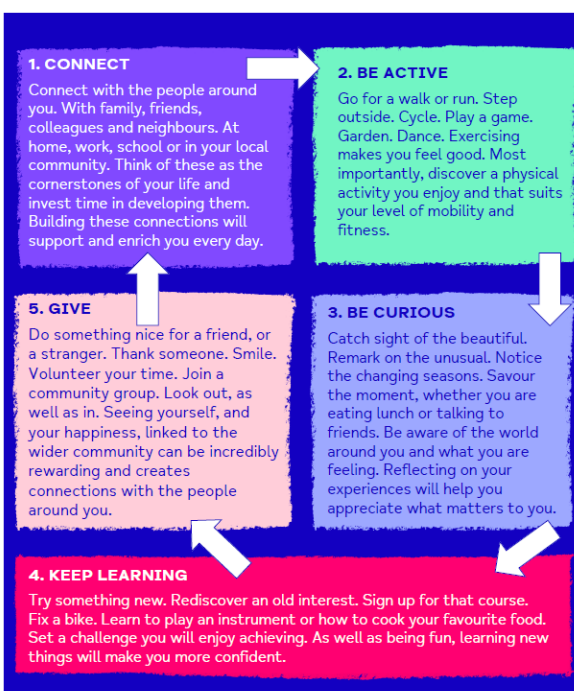 1. CONNECT
Connect with the people around
you. With family, friends,
colleagues and neighbours. At
home, work, school or in your local
community. Think of these as the
cornerstones of your life and
invest time in developing them.
Building these connections will
support and enrich you every day.
2. BE ACTIVE
Go for a walk or run. Step
outside. Cycle. Play a game.
Garden. Dance. Exercising
makes you feel good. Most
importantly, discover a physical
activity you enjoy and that suits
your level of mobility and
fitness.
3. BE CURIOUS
Catch sight of the beautiful.
Remark on the unusual. Notice
the changing seasons. Savour
the moment, whether you are
eating lunch or talking to
friends. Be aware of the world
around you and what you are
feeling. Reflecting on your
experiences will help you
appreciate what matters to you.
4. KEEP LEARNING
Try something new. Rediscover an old interest. Sign up for that course.
Fix a bike. Learn to play an instrument or how to cook your favourite food.
Set a challenge you will enjoy achieving. As well as being fun, learning new
things will make you more confident.
5. GIVE
Do something nice for a friend, or
a stranger. Thank someone. Smile.
Volunteer your time. Join a
community group. Look out, as
well as in. Seeing yourself, and
your happiness, linked to the
wider community can be incredibly
rewarding and creates
connections with the people
around you.